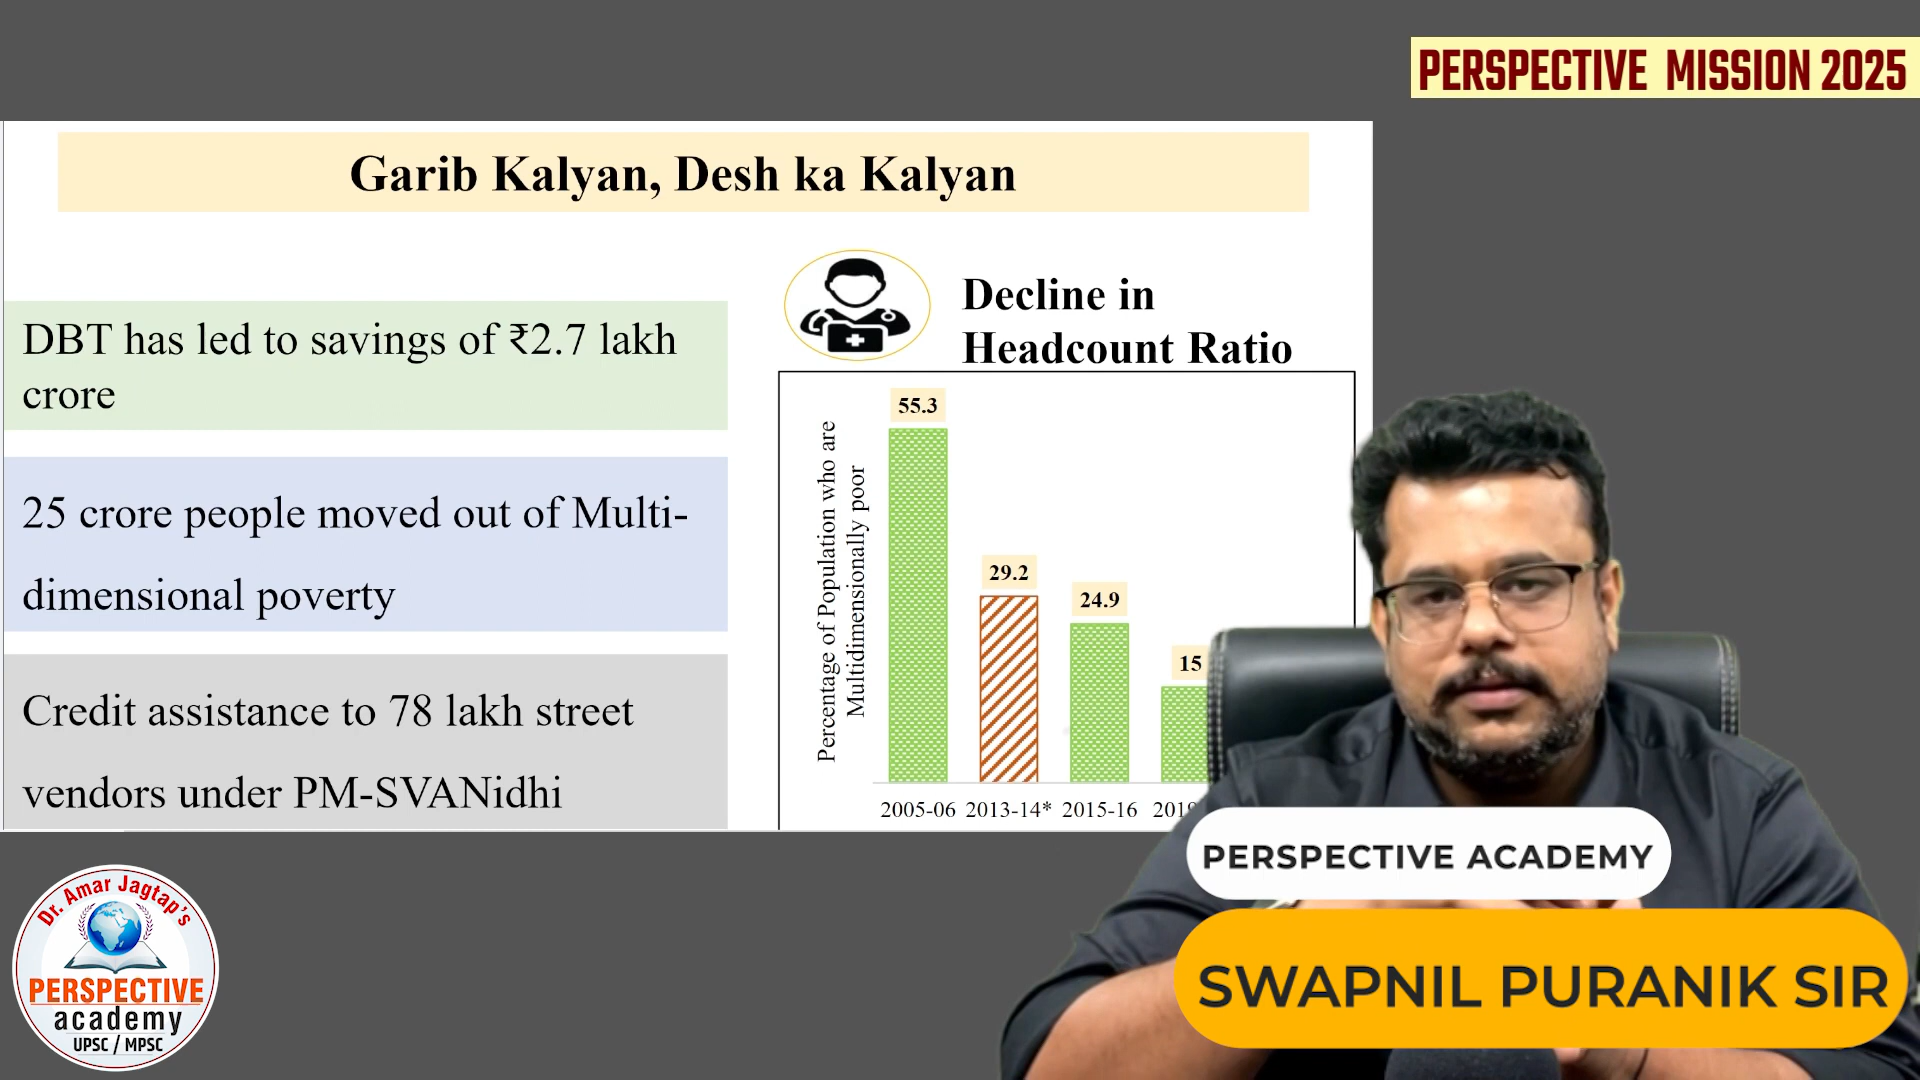 PERSPECTIVE MISSION 2025
Garib Kalyan, Desh ka Kalyan
DBT has led to savings of ₹2.7 lakh
crore
25 crore people moved out of Multi-
dimensional poverty
Credit assistance to 78 lakh street
vendors under PM-SVANidhi
Decline in
Headcount Ratio
Percentage of Population who are
Multidimensionally poor
55.3
29.2
24.9
15
2005-06 2013-14* 2015-16
PERSPECTIVE ACADEMY
SWAPNIL PURANIK SIR
Dr. Amar Jagtap's
PERSPECTIVE
academy
UPSC / MPSC